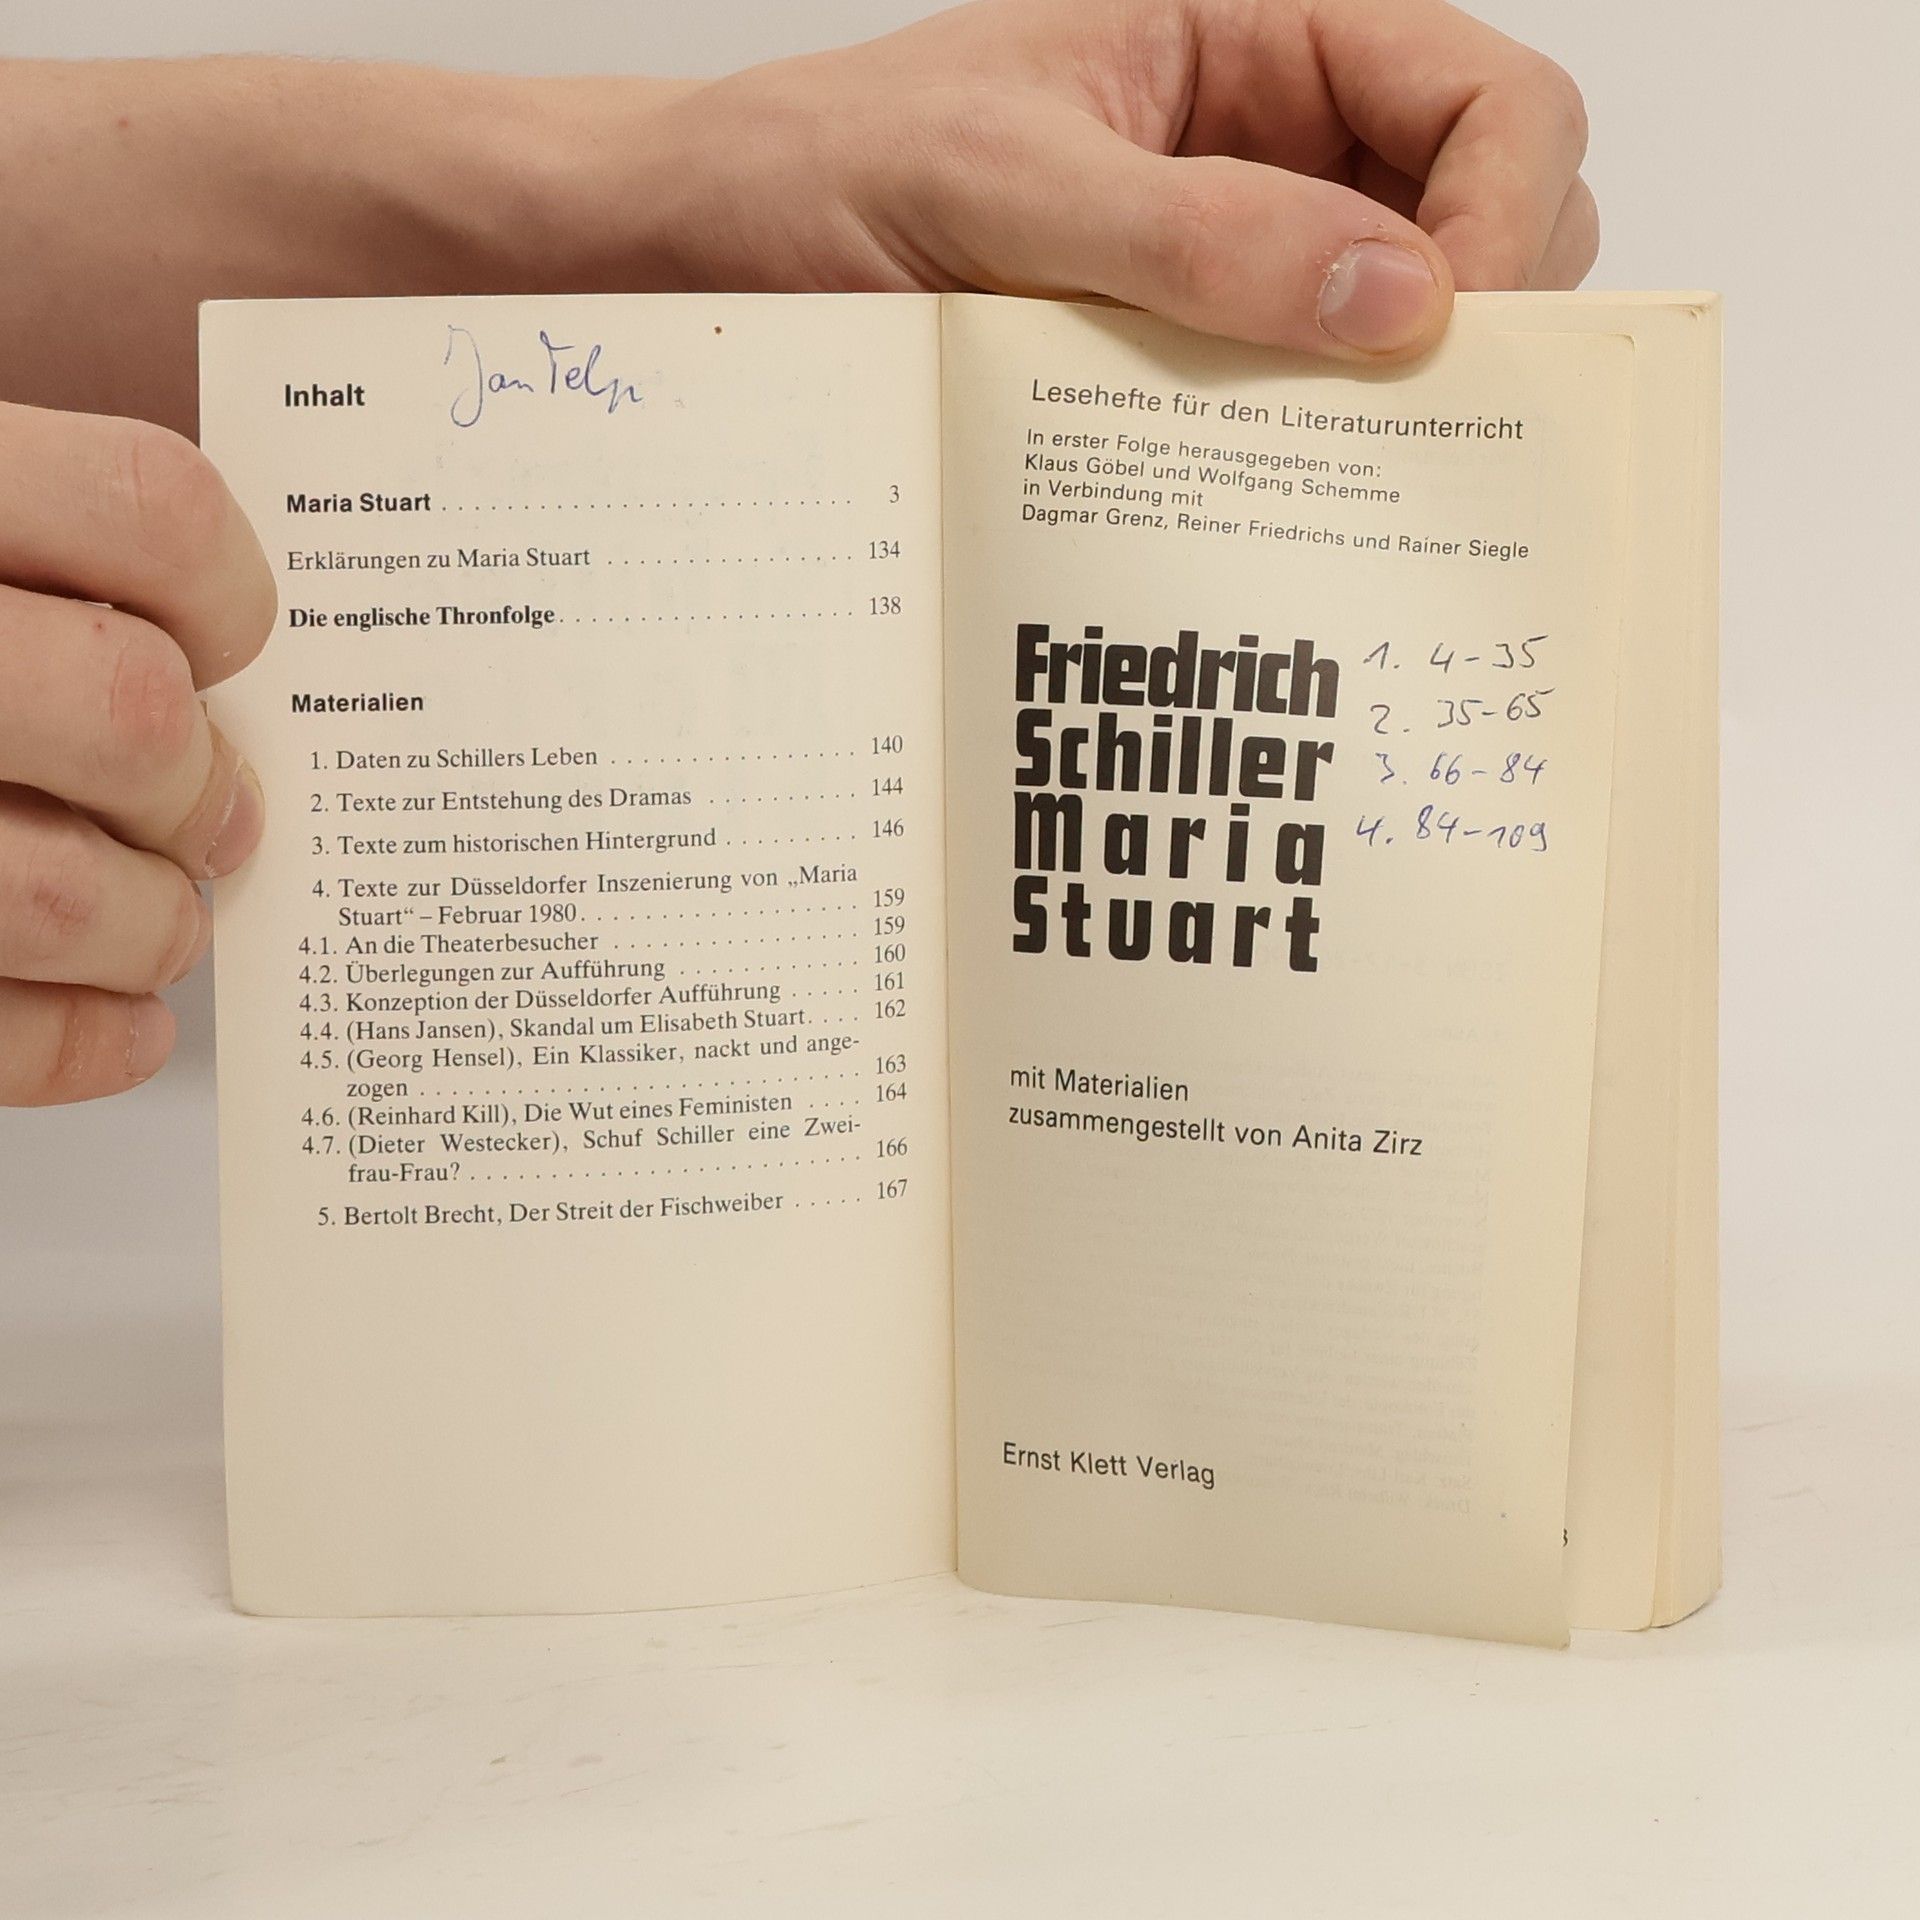 Inhalt
Jan
Maria Stuart . . . . . . . . . . . . . . . . . . . . . . . . . . 3
Erklärungen zu Maria Stuart . . . . . . . . . . . . . . . . 134
Die englische Thronfolge. . . . . . . . . . . . . . . . . . . 138
Materialien
1. Daten zu Schillers Leben . . . . . . . . . . . . . . . . 140
2. Texte zur Entstehung des Dramas . . . . . . . . . . 144
3. Texte zum historischen Hintergrund . . . . . . . . . 146
4. Texte zur Düsseldorfer Inszenierung von „Maria
Stuart“ – Februar 1980. . . . . . . . . . . . . . . . . . 159
4.1. An die Theaterbesucher . . . . . . . . . . . . . . . . 159
4.2. Überlegungen zur Aufführung . . . . . . . . . . . . 160
4.3. Konzeption der Düsseldorfer Aufführung . . . . . 161
4.4. (Hans Jansen), Skandal um Elisabeth Stuart. . . . 162
4.5. (Georg Hensel), Ein Klassiker, nackt und ange-
zogen . . . . . . . . . . . . . . . . . . . . . . . . . . . . 163
4.6. (Reinhard Kill), Die Wut eines Feministen . . . . 164
4.7. (Dieter Westecker), Schuf Schiller eine Zwei-
frau-Frau? . . . . . . . . . . . . . . . . . . . . . . . . . 166
5. Bertolt Brecht, Der Streit der Fischweiber . . . . . 167
Lesehefte für den Literaturunterricht
In erster Folge herausgegeben von:
Klaus Göbel und Wolfgang Schemme
in Verbindung mit
Dagmar Grenz, Reiner Friedrichs und Rainer Siegle
Friedrich
Schiller
Maria
Stuart
1. 4-35
2. 35-65
3. 66-84
4. 84-109
mit Materialien
zusammengestellt von Anita Zirz
Ernst Klett Verlag